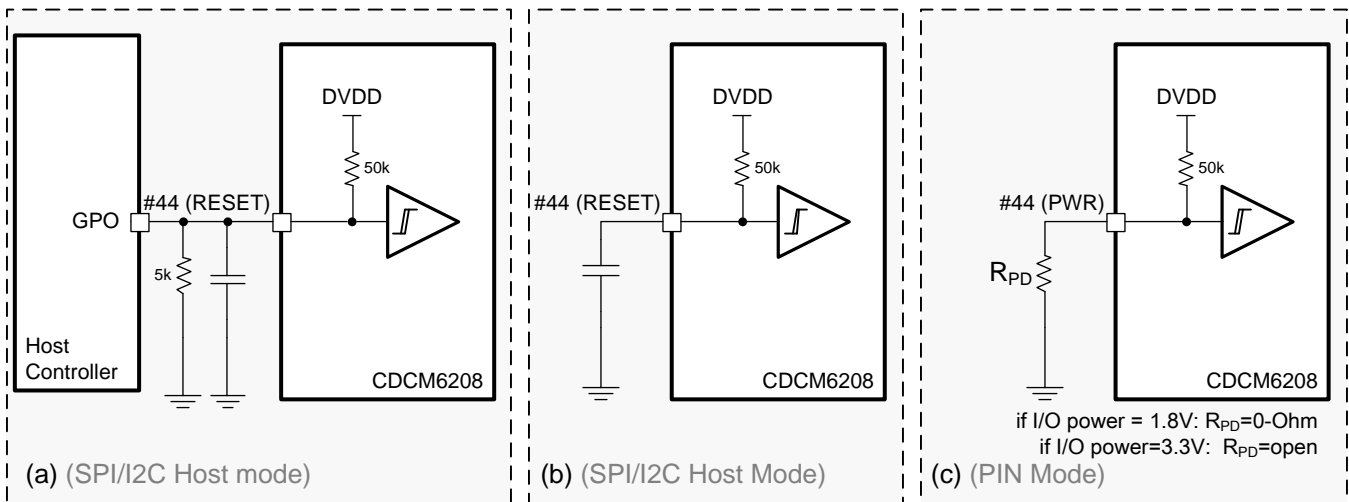 DVDD
50k
#44 (RESET)
GPO
5k
Host
Controller
CDCM6208
(a) (SPI/I2C Host mode)
DVDD
50k
#44 (RESET)
CDCM6208
(b) (SPI/I2C Host Mode)
DVDD
50k
#44 (PWR)
RPD
CDCM6208
if I/O power = 1.8V: RPD=0-Ohm
if I/O power=3.3V: RPD=open
(c) (PIN Mode)